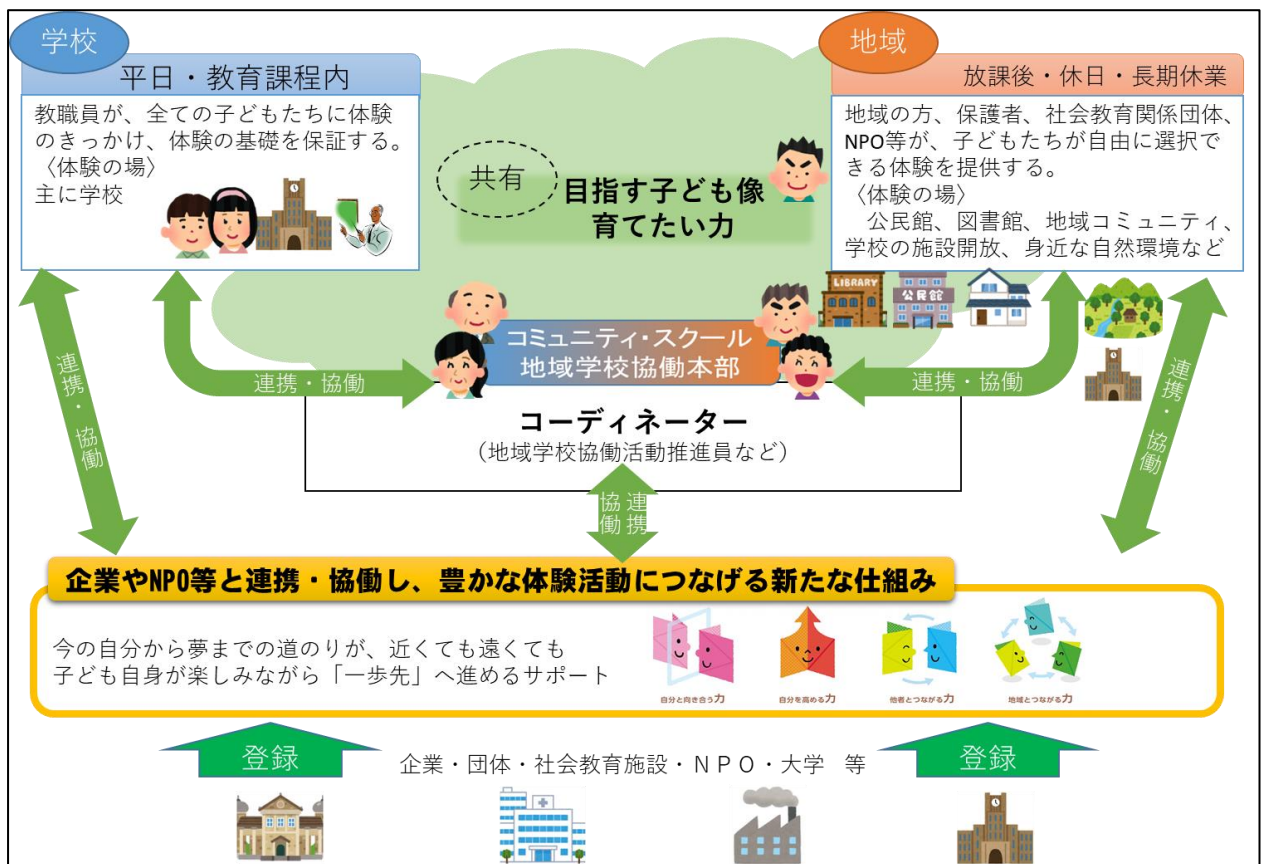 学校
平日・教育課程内
教職員が、全ての子どもたちに体験
のきっかけ、体験の基礎を保証する。
〈体験の場〉
主に学校
地域
放課後・休日・長期休業
地域の方、保護者、社会教育関係団体、
NPO等が、子どもたちが自由に選択で
きる体験を提供する。
〈体験の場〉
公民館、図書館、地域コミュニティ、
学校の施設開放、身近な自然環境など
共有
目指す子ども像
育てたい力
LIBRARY
公民館
コミュニティ・スクール
地域学校協働本部
連携・協働
連携・協働
連携・協働
連携・協働
コーディネーター
（地域学校協働活動推進員など）
連携
協働
企業やNPO等と連携・協働し、豊かな体験活動につなげる新たな仕組み
今の自分から夢までの道のりが、近くても遠くても
子ども自身が楽しみながら「一歩先」へ進めるサポート
自分と向き合う力
自分を高める力
他者とつながる力
地域とつながる力
登録
企業・団体・社会教育施設・ＮＰＯ・大学　等
登録